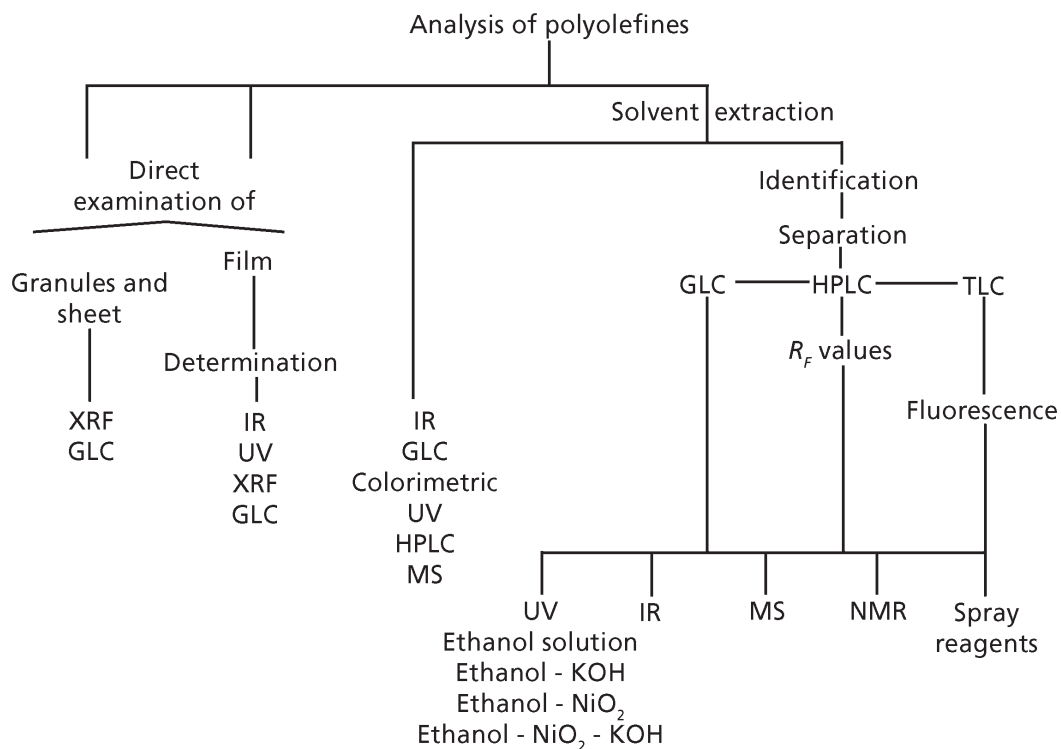 Analysis of polyolefines
Solvent extraction
Direct
examination of
Granules and
sheet
XRF
GLC
Film
Determination
IR
UV
XRF
GLC
IR
GLC
Colorimetric
UV
HPLC
MS
Identification
Separation
GLC
HPLC
TLC
R_F values
Fluorescence
UV
Ethanol solution
Ethanol - KOH
Ethanol - NiO₂
Ethanol - NiO₂ - KOH
IR
MS
NMR
Spray
reagents